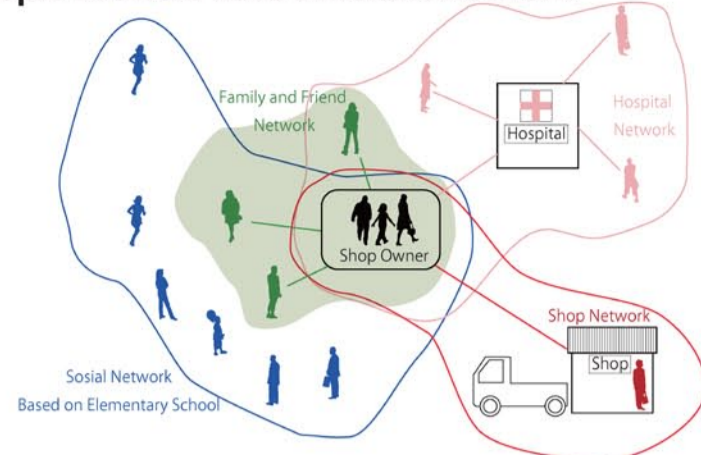 Family and Friend
Network
Hospital
Hospital
Network
Shop Owner
Shop Network
Shop
Sosial Network
Based on Elementary School